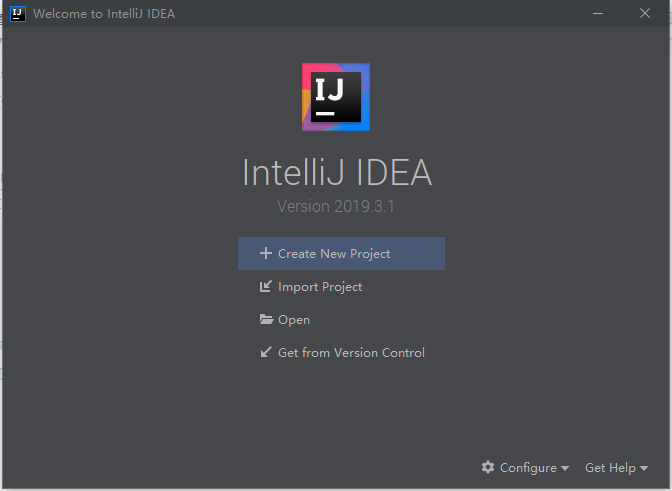 Welcome to IntelliJ IDEA
IJ
IntelliJ IDEA
Version 2019.3.1
Create New Project
Import Project
Open
Get from Version Control
Configure
Get Help